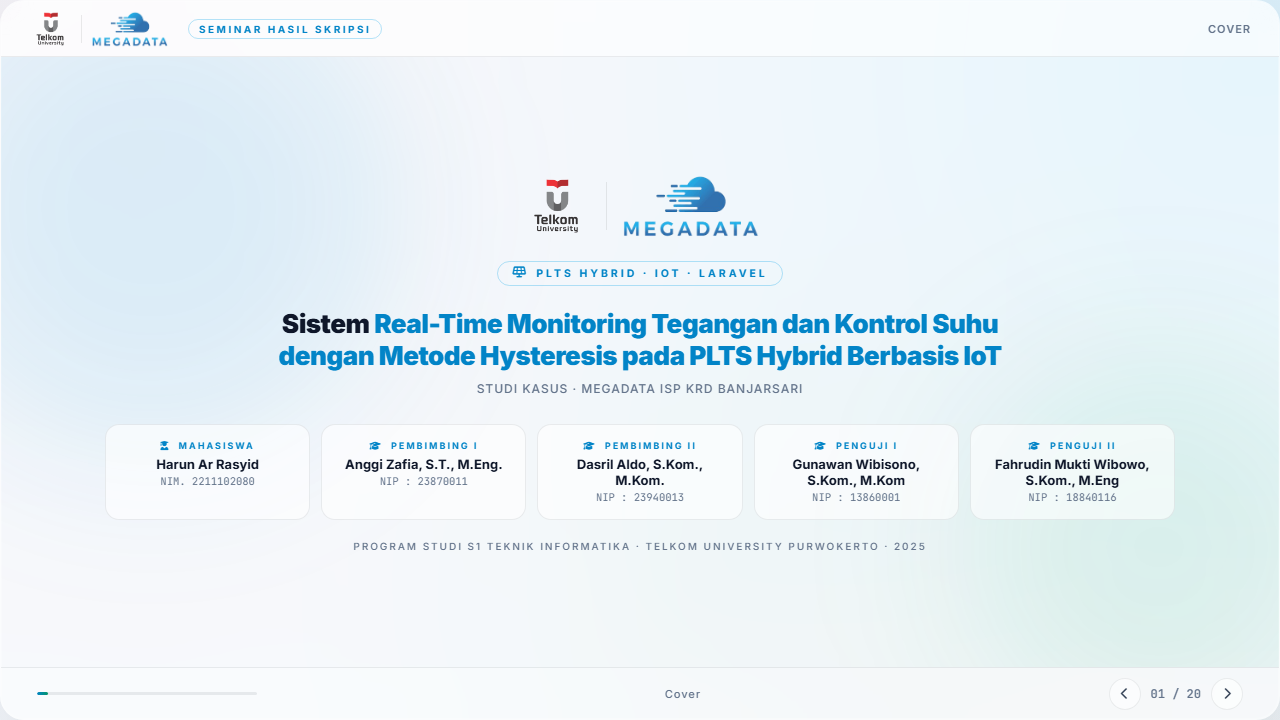 Telkom
University
MEGADATA
SEMINAR HASIL SKRIPSI
COVER
Telkom
University
MEGADATA
PLTS HYBRID · IOT · LARAVEL
Sistem Real-Time Monitoring Tegangan dan Kontrol Suhu
dengan Metode Hysteresis pada PLTS Hybrid Berbasis IoT
STUDI KASUS · MEGADATA ISP KRD BANJARSARI
MAHASISWA
Harun Ar Rasyid
NIM. 2211102080
PEMBIMBING I
Anggi Zafia, S.T., M.Eng.
NIP : 23870011
PEMBIMBING II
Dasril Aldo, S.Kom.,
M.Kom.
NIP : 23940013
PENGUJI I
Gunawan Wibisono,
S.Kom., M.Kom
NIP : 13860001
PENGUJI II
Fahrudin Mukti Wibowo,
S.Kom., M.Eng
NIP : 18840116
PROGRAM STUDI S1 TEKNIK INFORMATIKA · TELKOM UNIVERSITY PURWOKERTO · 2025
Cover
01 / 20